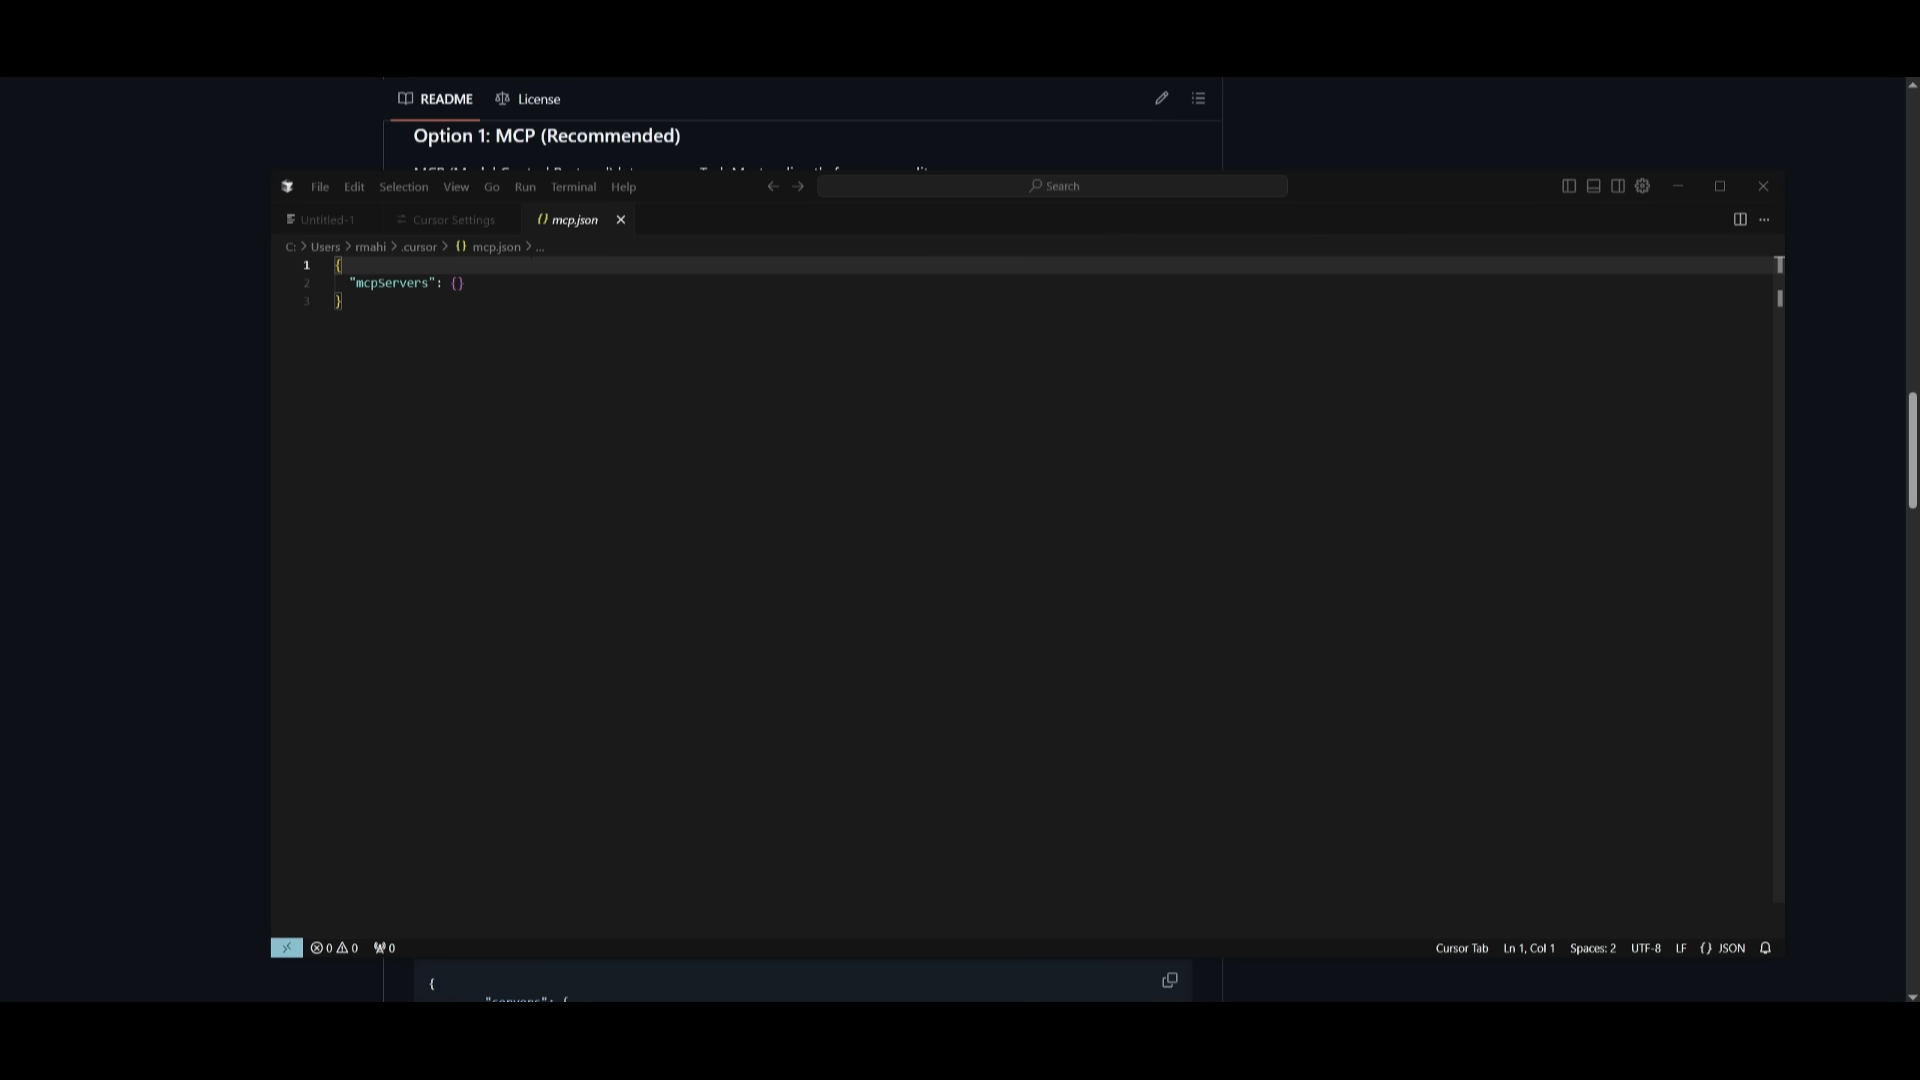 README
License
Option 1: MCP (Recommended)
File Edit Selection View Go Run Terminal Help
Search
Untitled-1
Cursor Settings
{} mcp.json
C: > Users > rmahi > .cursor > {} mcp.json > ...
1 {
2 "mcpServers": {}
3 }
0 0 0
Cursor Tab Ln 1, Col 1 Spaces: 2 UTF-8 LF {} JSON
{
"servers": {